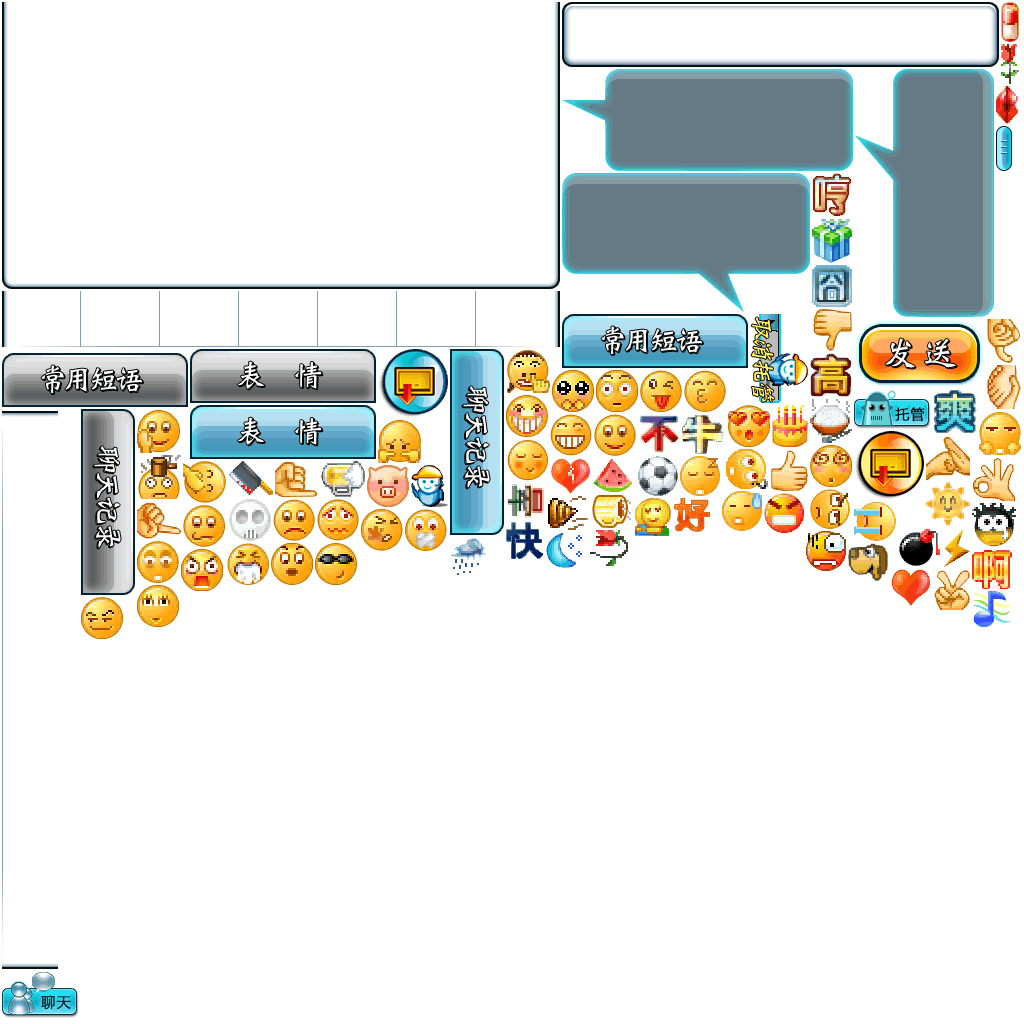 哼
常用短语
取消托管
发送
常用短语
表 情
聊天记录
高
托管
爽
表 情
聊天记录
不
牛
好
快
啊
聊天